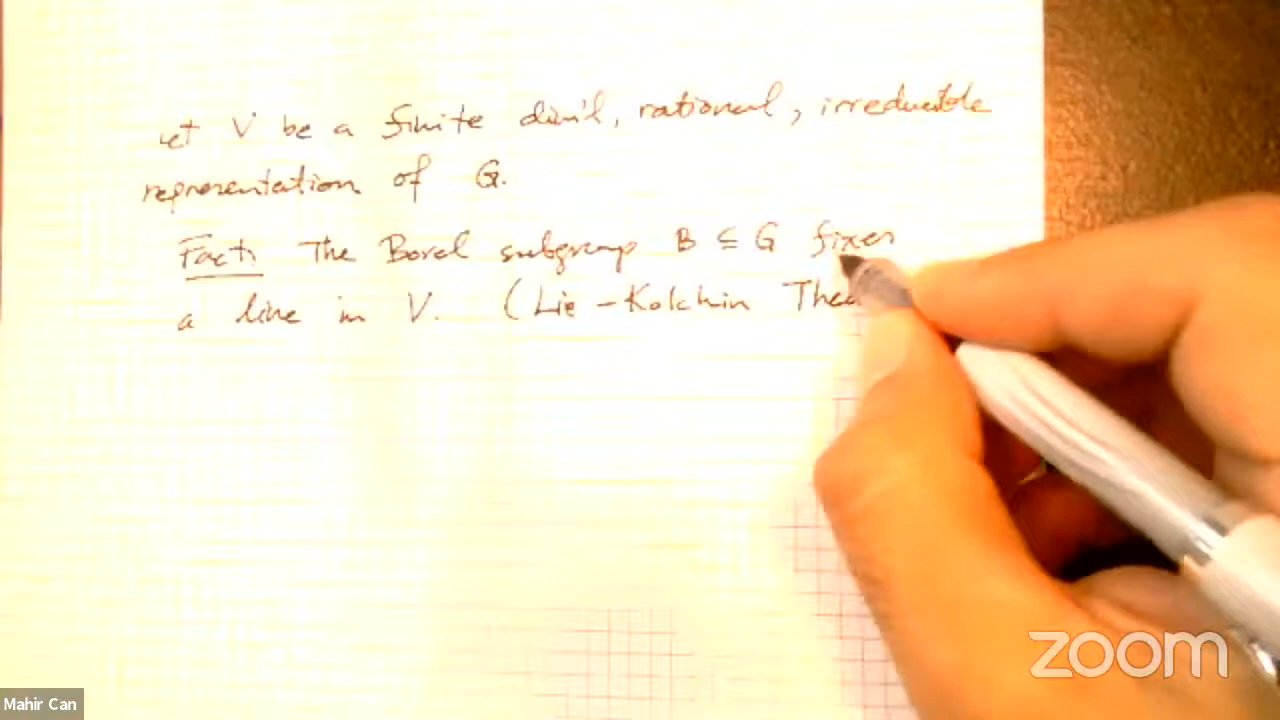 Let V be a finite dim'l, rational, irreducible
representation of G.
Fact: The Borel subgroup B ⊆ G fixes
a line in V. (Lie-Kolchin Theo
zoom
Mahir Can